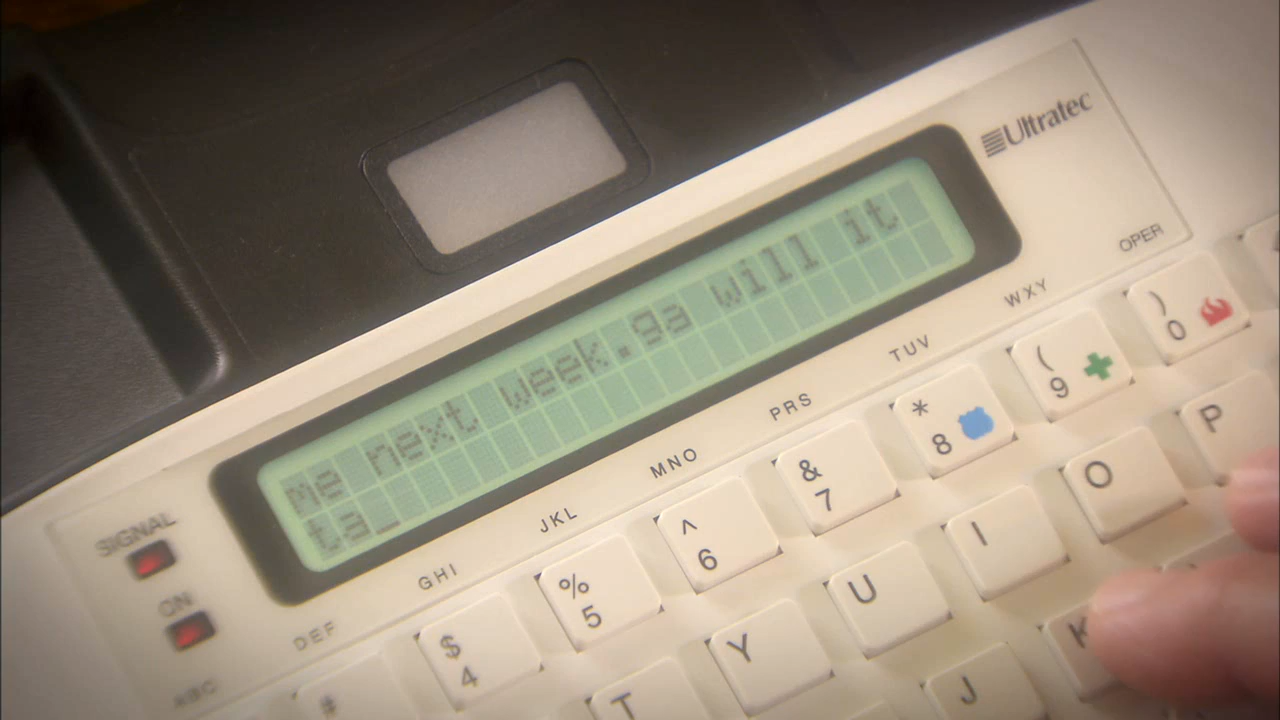 Ultratec
me next week.ga will it
ta_
SIGNAL
ON
ABC
DEF
GHI
JKL
MNO
PRS
TUV
WXY
OPER
#
$ 4
% 5
^ 6
& 7
* 8
( 9
) 0
T
Y
U
I
O
P
J
K